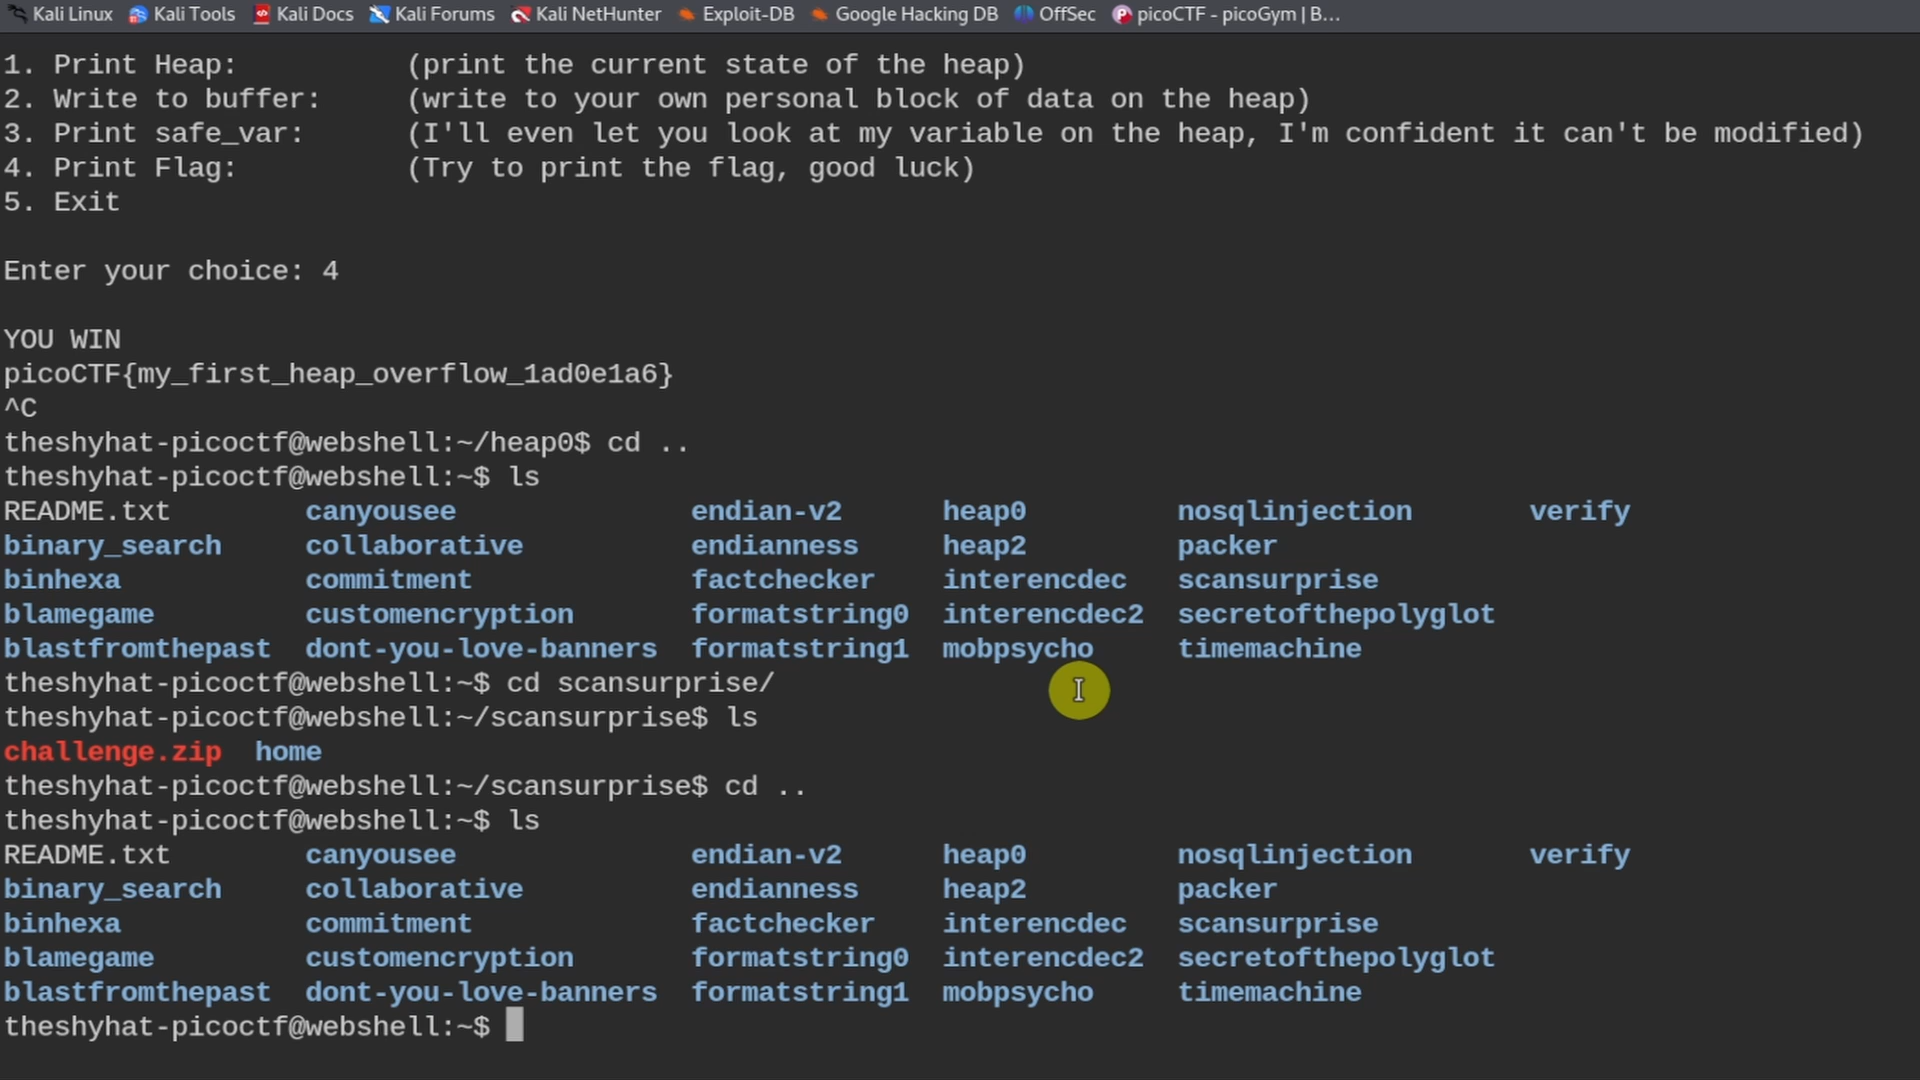 Kali Linux Kali Tools Kali Docs Kali Forums Kali NetHunter Exploit-DB Google Hacking DB OffSec picoCTF - picoGym | B...
1. Print Heap: (print the current state of the heap)
2. Write to buffer: (write to your own personal block of data on the heap)
3. Print safe_var: (I'll even let you look at my variable on the heap, I'm confident it can't be modified)
4. Print Flag: (Try to print the flag, good luck)
5. Exit
Enter your choice: 4
YOU WIN
picoCTF{my_first_heap_overflow_1ad0e1a6}
^C
theshyhat-picoctf@webshell:~/heap0$ cd ..
theshyhat-picoctf@webshell:~$ ls
README.txt canyousee endian-v2 heap0 nosqlinjection verify
binary_search collaborative endianness heap2 packer
binhexa commitment factchecker interencdec scansurprise
blamegame customencryption formatstring0 interencdec2 secretofthepolyglot
blastfromthepast dont-you-love-banners formatstring1 mobpsycho timemachine
theshyhat-picoctf@webshell:~$ cd scansurprise/
theshyhat-picoctf@webshell:~/scansurprise$ ls
challenge.zip home
theshyhat-picoctf@webshell:~/scansurprise$ cd ..
theshyhat-picoctf@webshell:~$ ls
README.txt canyousee endian-v2 heap0 nosqlinjection verify
binary_search collaborative endianness heap2 packer
binhexa commitment factchecker interencdec scansurprise
blamegame customencryption formatstring0 interencdec2 secretofthepolyglot
blastfromthepast dont-you-love-banners formatstring1 mobpsycho timemachine
theshyhat-picoctf@webshell:~$